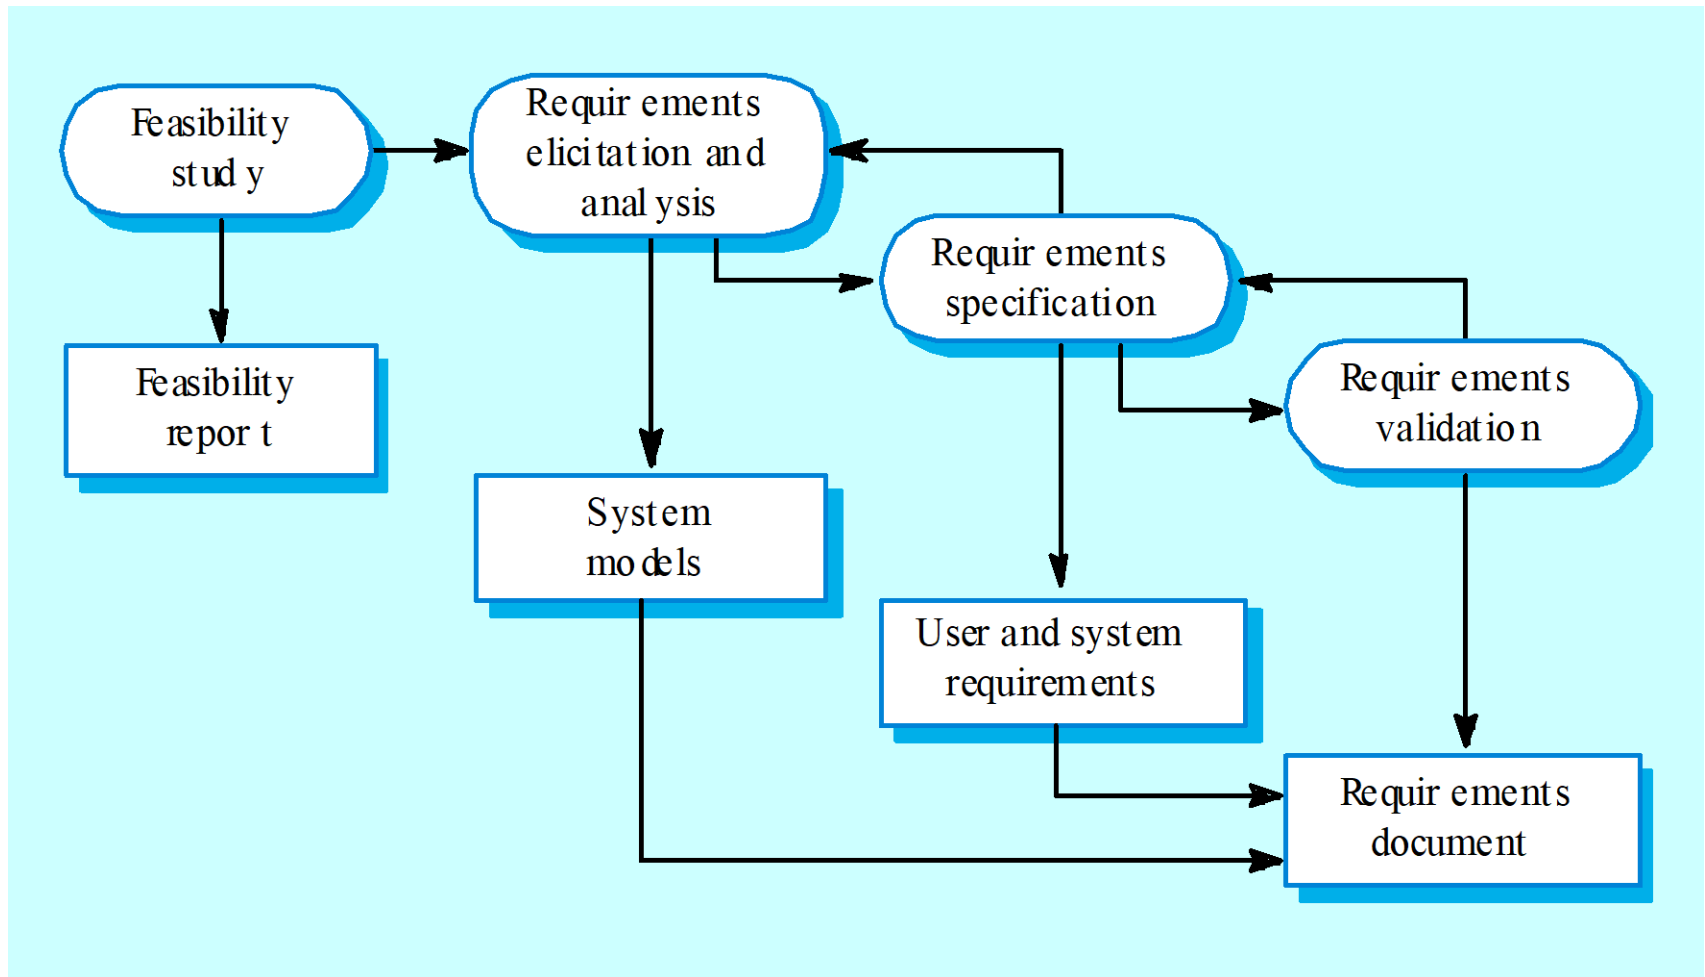 Feasibility
study
Requirements
elicitation and
analysis
Requirements
specification
Requirements
validation
Feasibility
report
System
models
User and system
requirements
Requirements
document